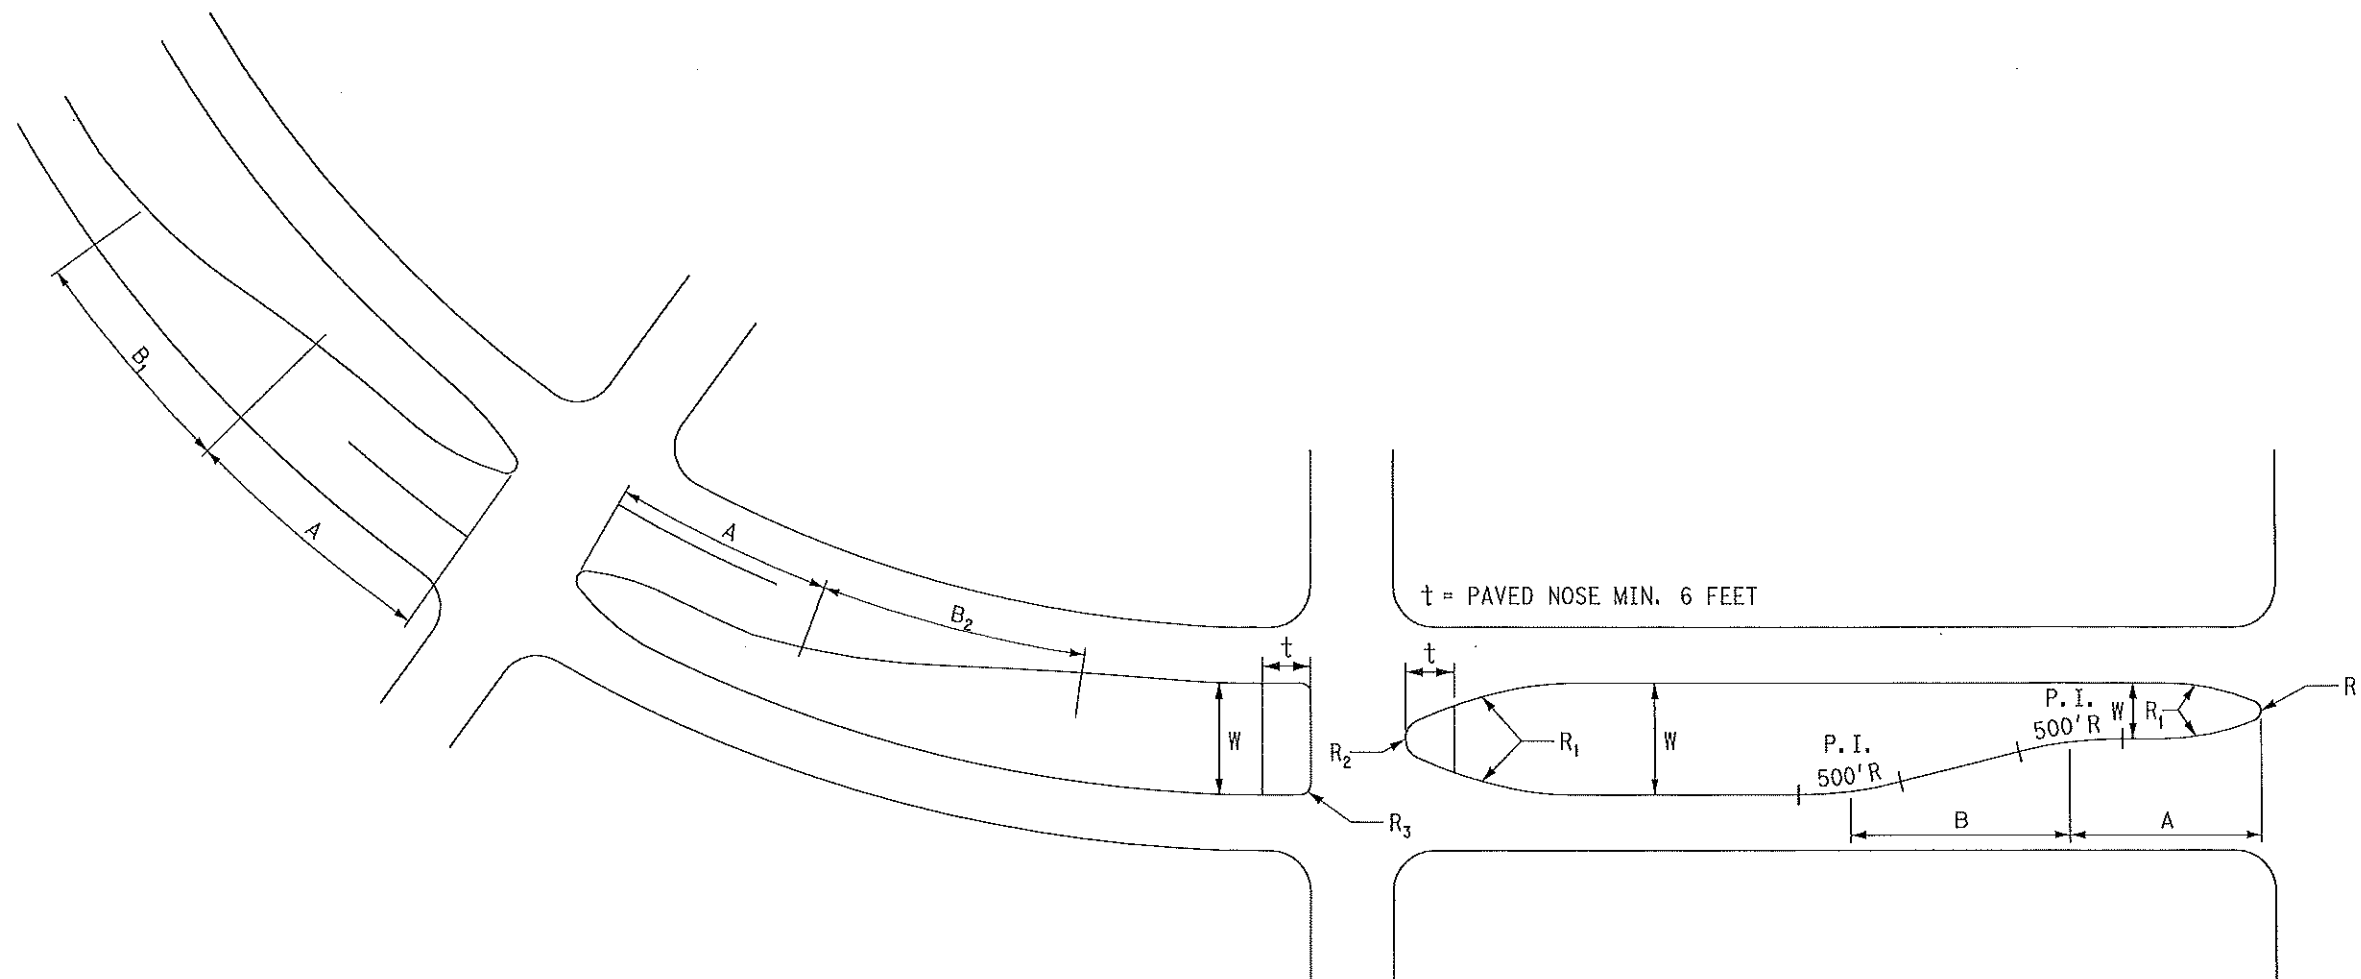 B₁
A
A
B₂
t = PAVED NOSE MIN. 6 FEET
t
t
W
R₃
R₂
R₁
W
P.I.
500'R
P.I.
500'R
W
R₁
R
B
A